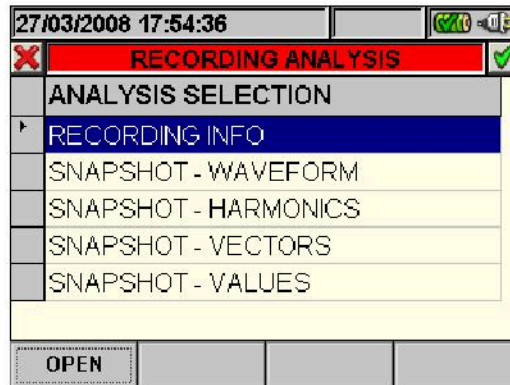 27/03/2008 17:54:36
RECORDING ANALYSIS
ANALYSIS SELECTION
RECORDING INFO
SNAPSHOT - WAVEFORM
SNAPSHOT - HARMONICS
SNAPSHOT - VECTORS
SNAPSHOT - VALUES
OPEN